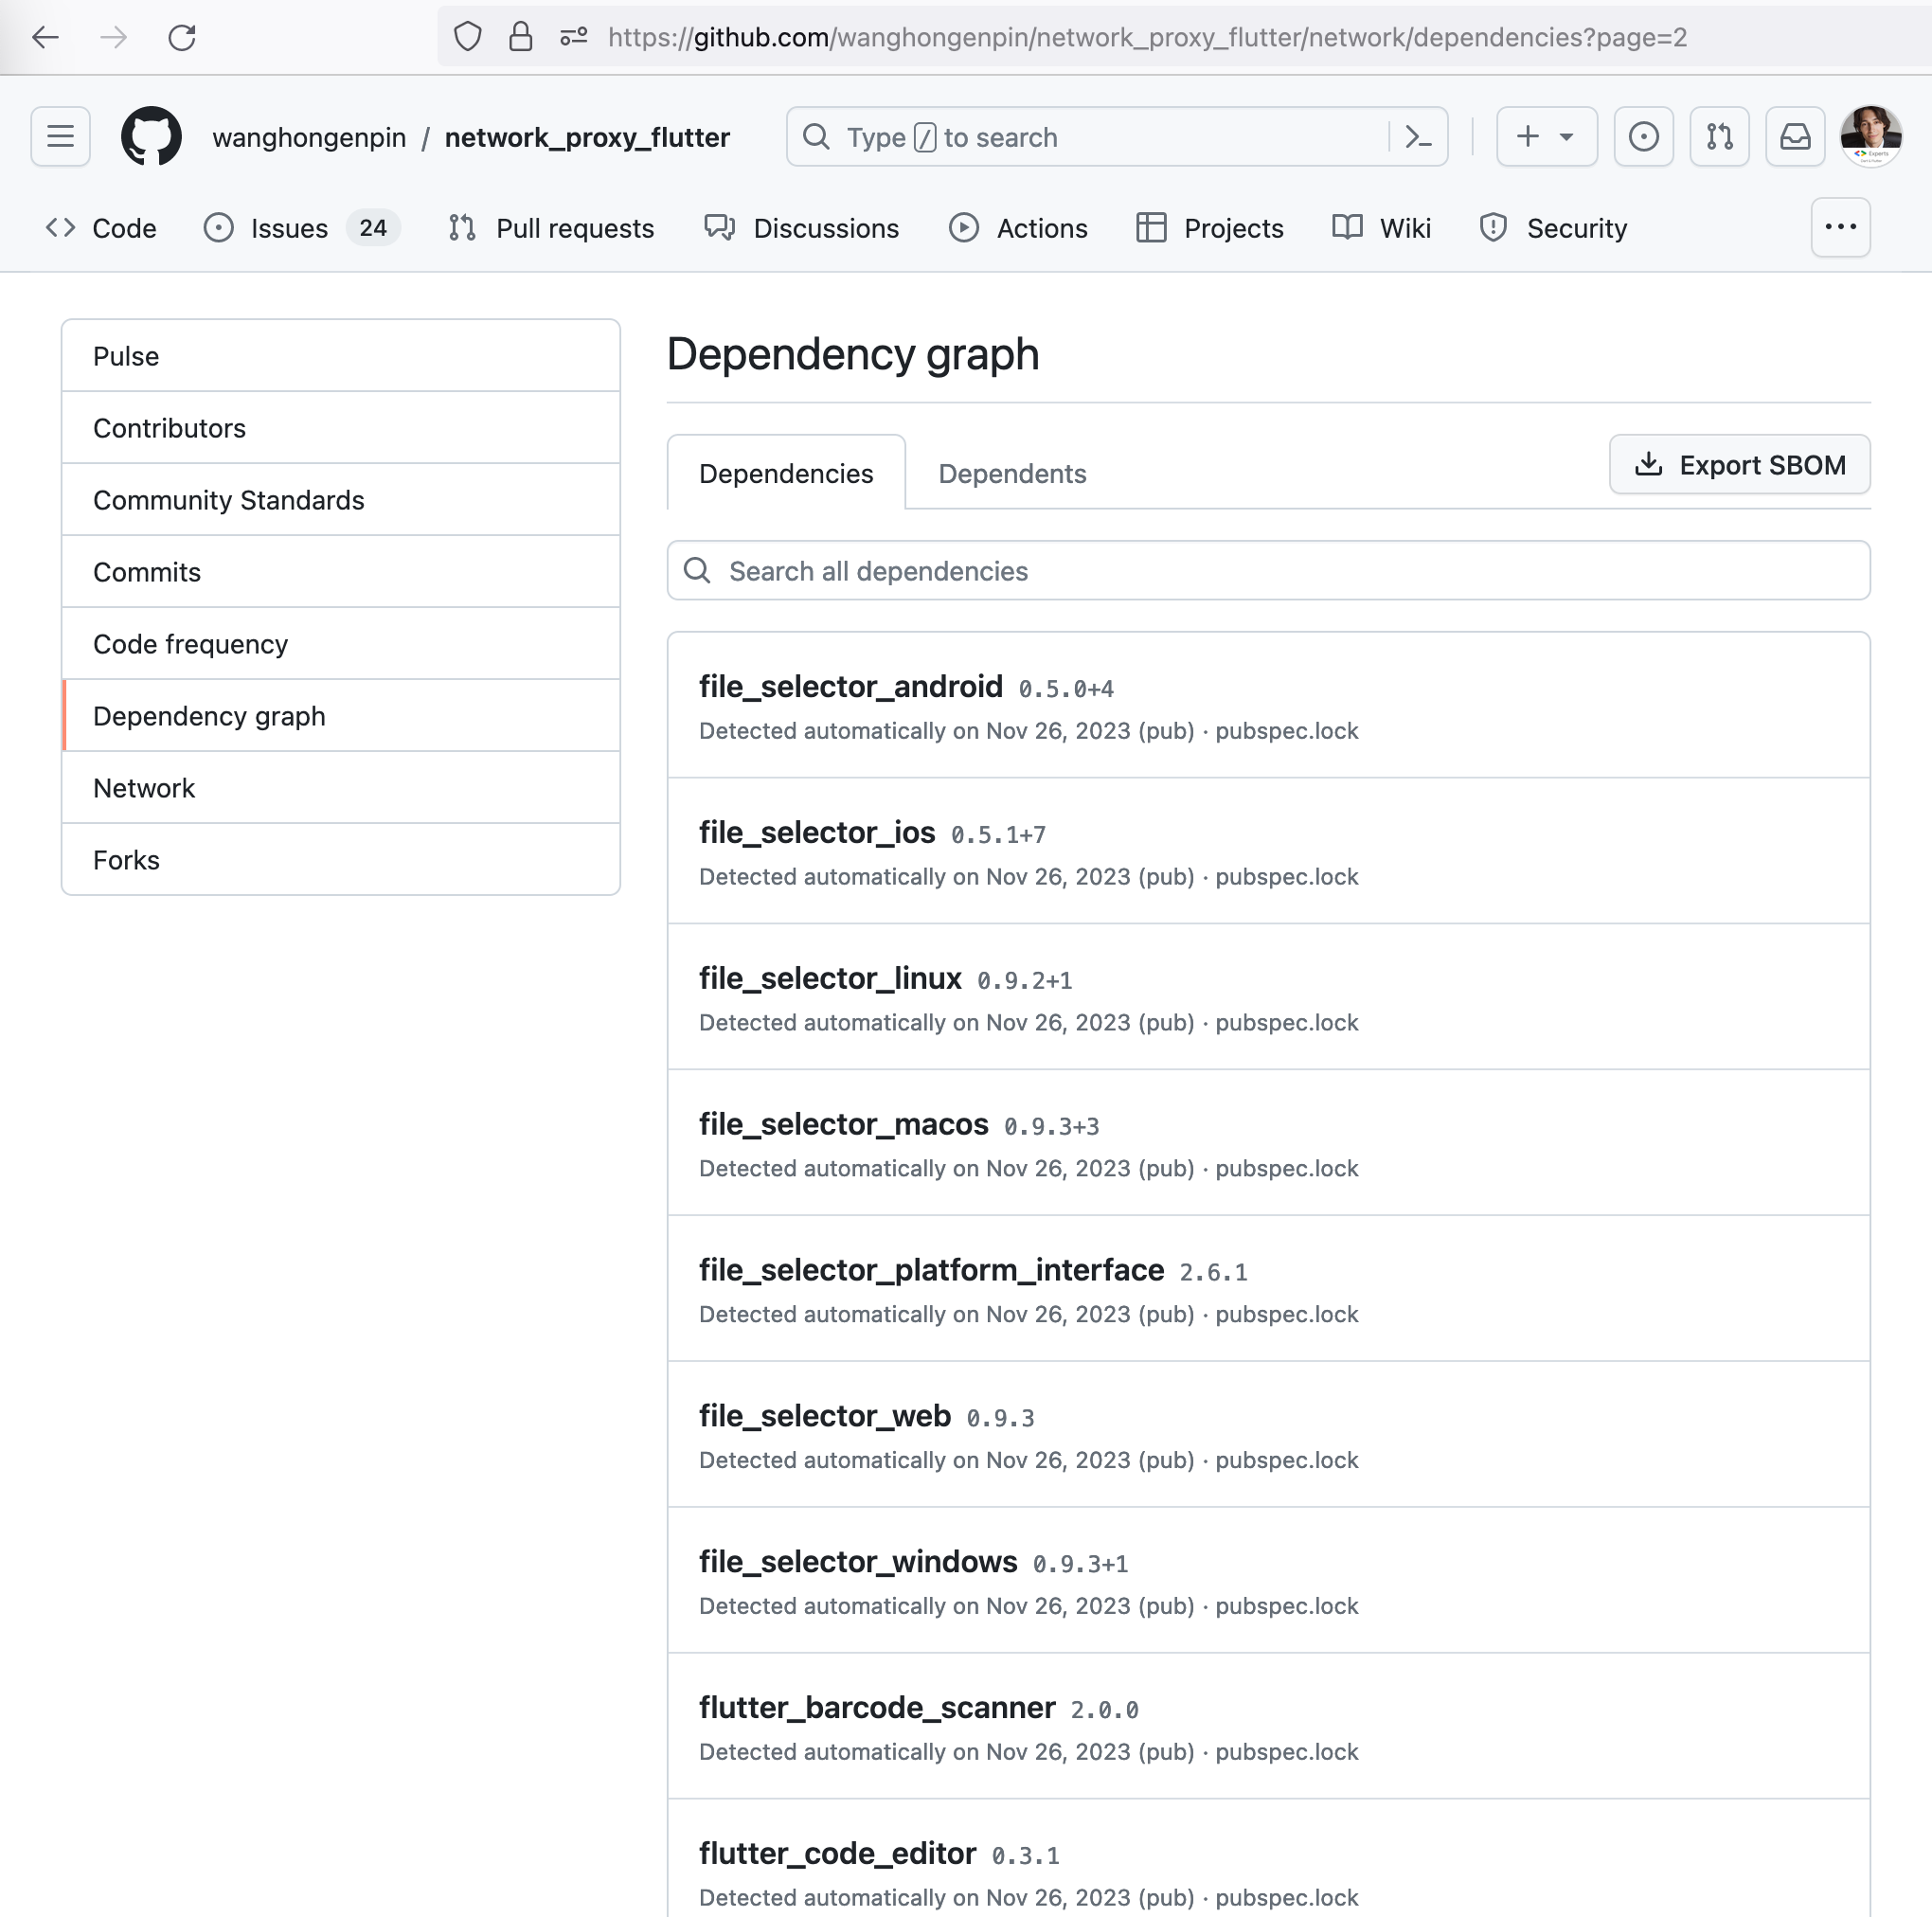 https://github.com/wanghongenpin/network_proxy_flutter/network/dependencies?page=2
wanghongenpin / network_proxy_flutter
Type / to search
Code
Issues 24
Pull requests
Discussions
Actions
Projects
Wiki
Security
Pulse
Contributors
Community Standards
Commits
Code frequency
Dependency graph
Network
Forks
Dependency graph
Dependencies
Dependents
Export SBOM
Search all dependencies
file_selector_android 0.5.0+4
Detected automatically on Nov 26, 2023 (pub) · pubspec.lock
file_selector_ios 0.5.1+7
Detected automatically on Nov 26, 2023 (pub) · pubspec.lock
file_selector_linux 0.9.2+1
Detected automatically on Nov 26, 2023 (pub) · pubspec.lock
file_selector_macos 0.9.3+3
Detected automatically on Nov 26, 2023 (pub) · pubspec.lock
file_selector_platform_interface 2.6.1
Detected automatically on Nov 26, 2023 (pub) · pubspec.lock
file_selector_web 0.9.3
Detected automatically on Nov 26, 2023 (pub) · pubspec.lock
file_selector_windows 0.9.3+1
Detected automatically on Nov 26, 2023 (pub) · pubspec.lock
flutter_barcode_scanner 2.0.0
Detected automatically on Nov 26, 2023 (pub) · pubspec.lock
flutter_code_editor 0.3.1
Detected automatically on Nov 26, 2023 (pub) · pubspec.lock